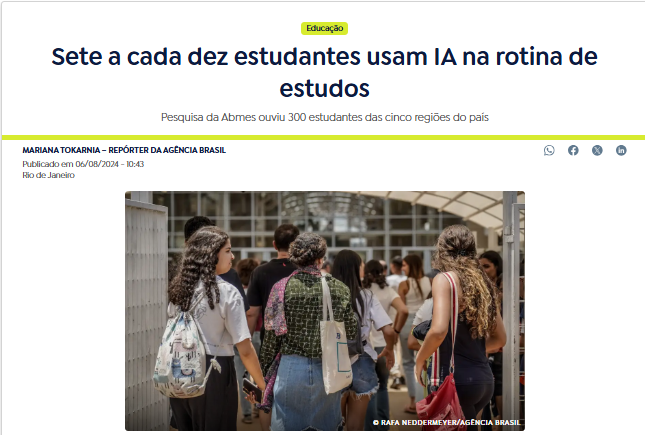 Educação
Sete a cada dez estudantes usam IA na rotina de
estudos
Pesquisa da Abmes ouviu 300 estudantes das cinco regiões do país
MARIANA TOKARNIA – REPÓRTER DA AGÊNCIA BRASIL
Publicado em 06/08/2024 - 10:43
Rio de Janeiro
© RAFA NEDDERMEYER/AGÊNCIA BRASIL